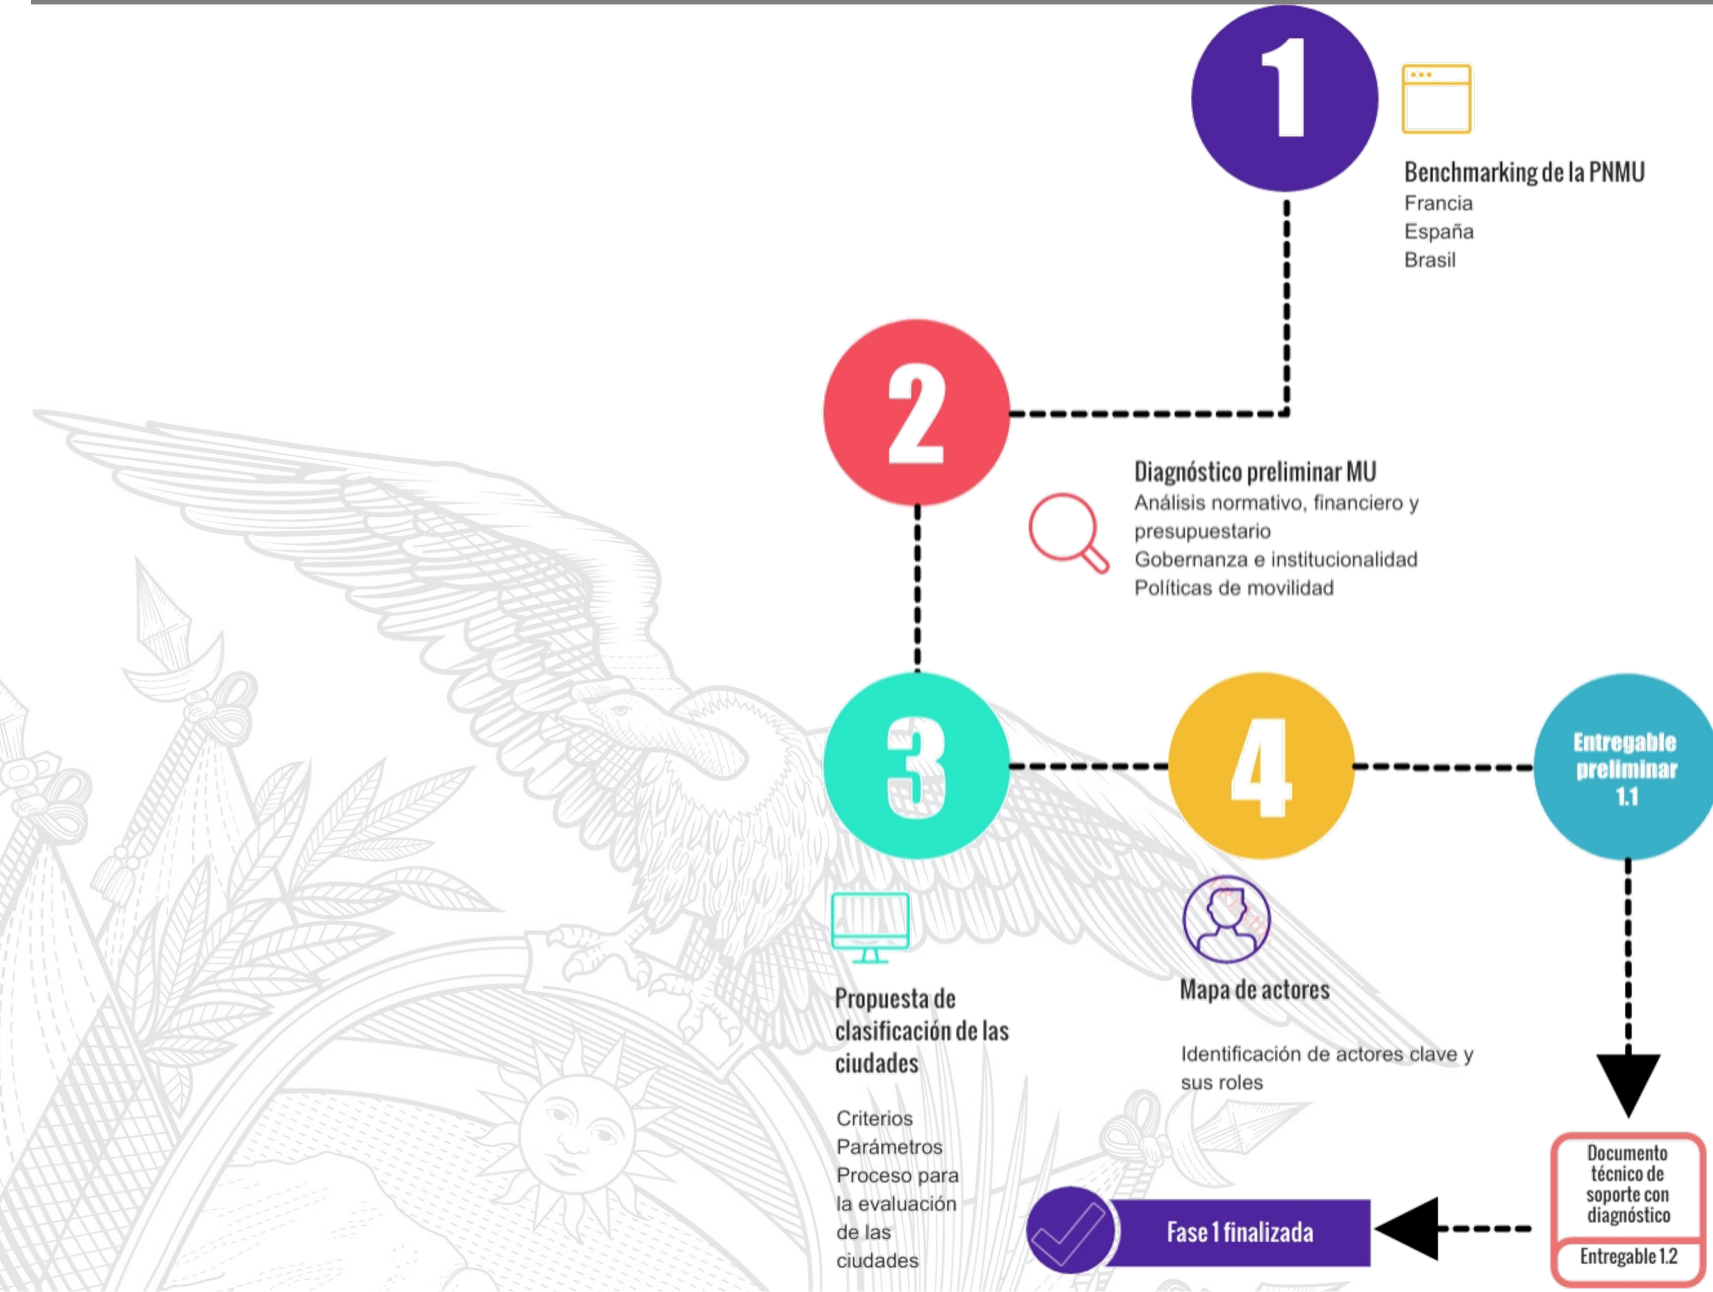 1
Benchmarking de la PNMU
Francia
España
Brasil
2
Diagnóstico preliminar MU
Análisis normativo, financiero y
presupuestario
Gobernanza e institucionalidad
Políticas de movilidad
3
Propuesta de
clasificación de las
ciudades
Criterios
Parámetros
Proceso para
la evaluación
de las
ciudades
4
Mapa de actores
Identificación de actores clave y
sus roles
Entregable
preliminar
1.1
Documento
técnico de
soporte con
diagnóstico
Entregable 1.2
Fase 1 finalizada